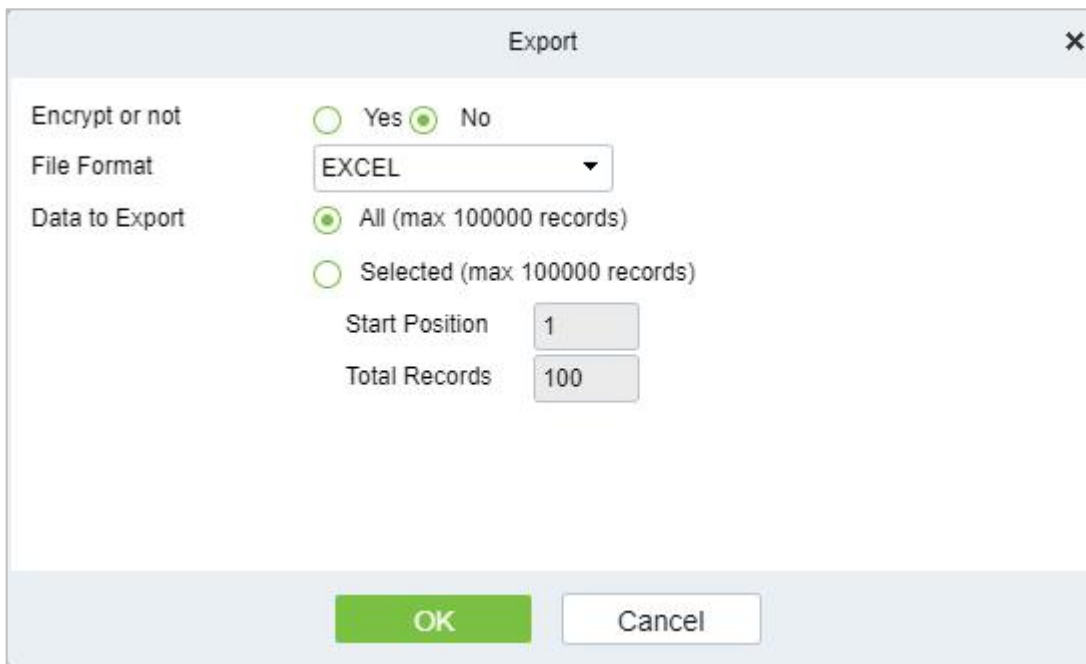 Export
Encrypt or not Yes No
File Format EXCEL
Data to Export All (max 100000 records)
Selected (max 100000 records)
Start Position 1
Total Records 100
OK Cancel